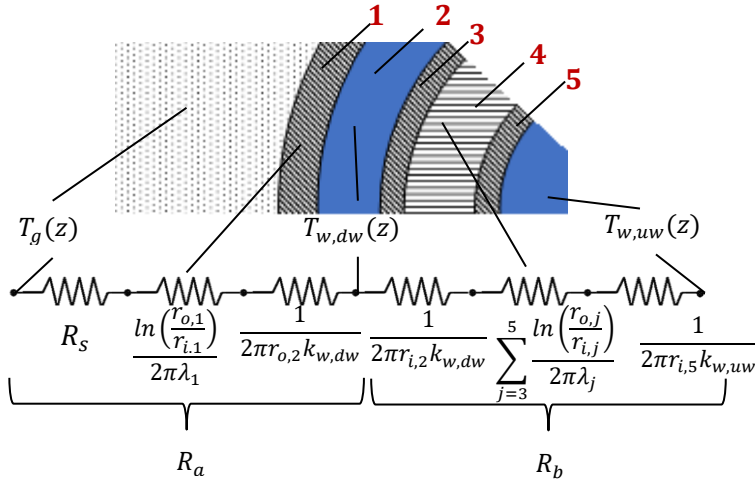 1
2
3
4
5
T_g(z)
T_{w,dw}(z)
T_{w,uw}(z)
R_s
ln(r_{o,1}/r_{i.1})/2πλ_1
1/2πr_{o,2}k_{w,dw}
1/2πr_{i,2}k_{w,dw}
∑_{j=3}^{5} ln(r_{o,j}/r_{i,j})/2πλ_j
1/2πr_{i,5}k_{w,uw}
R_a
R_b